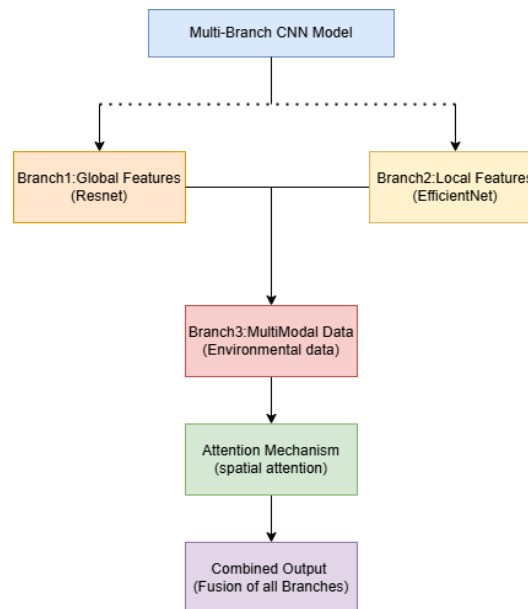 Multi-Branch CNN Model
Branch1:Global Features
(Resnet)
Branch2:Local Features
(EfficientNet)
Branch3:MultiModal Data
(Environmental data)
Attention Mechanism
(spatial attention)
Combined Output
(Fusion of all Branches)